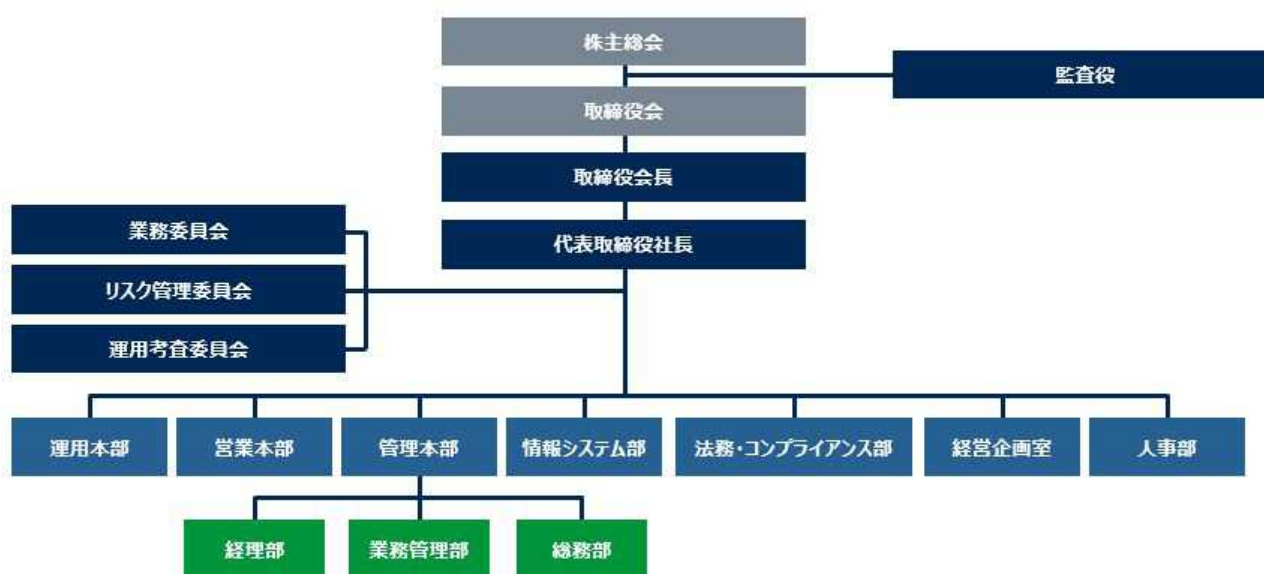 株主総会
監査役
取締役会
取締役会長
代表取締役社長
業務委員会
リスク管理委員会
運用考査委員会
運用本部
営業本部
管理本部
情報システム部
法務・コンプライアンス部
経営企画室
人事部
経理部
業務管理部
総務部